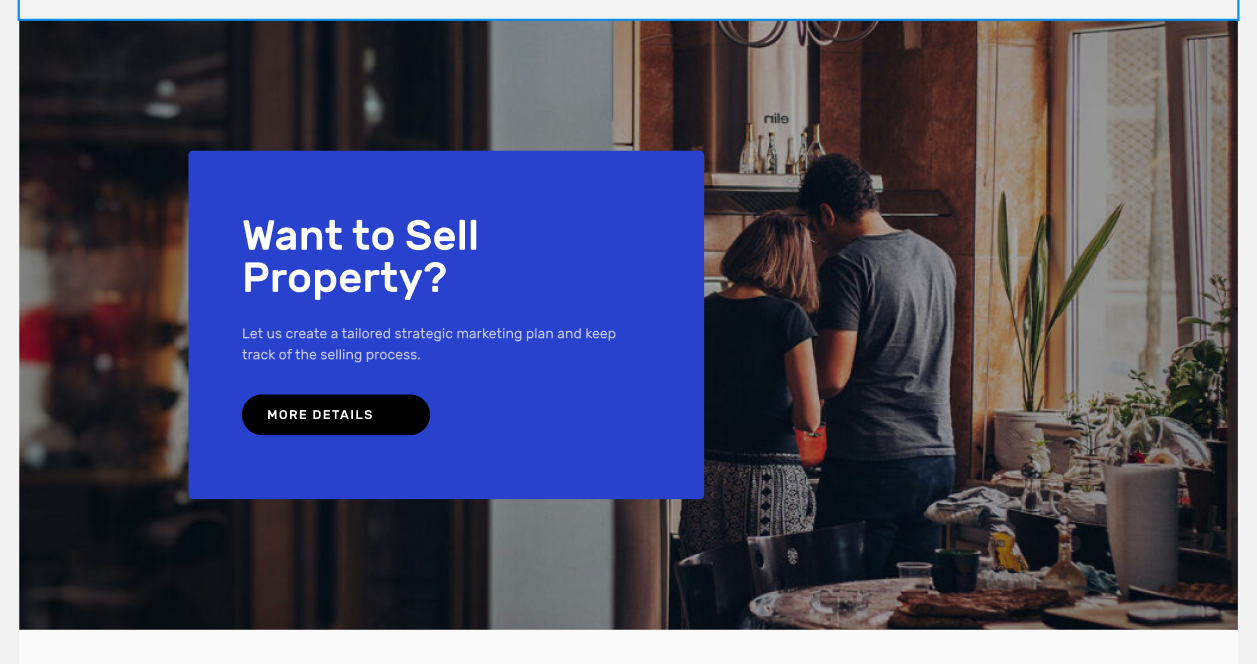 elin
Want to Sell
Property?
Let us create a tailored strategic marketing plan and keep
track of the selling process.
MORE DETAILS